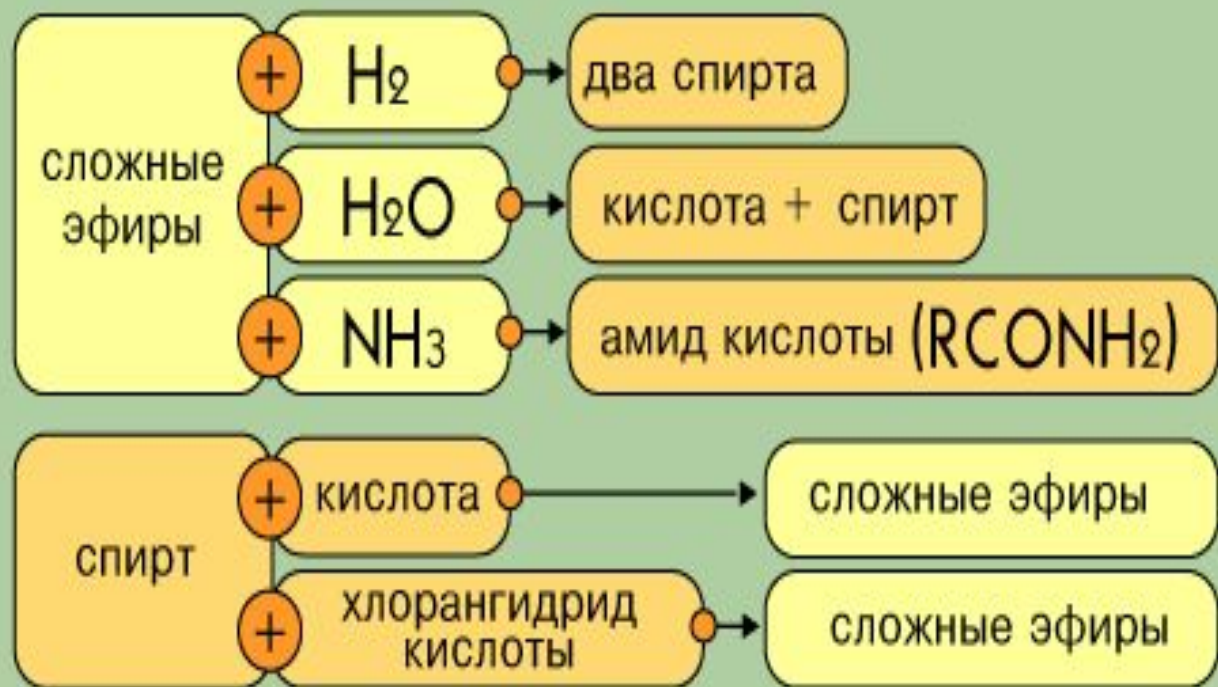 сложные
эфиры
+ H₂ два спирта
+ H₂O кислота + спирт
+ NH₃ амид кислоты (RCONH₂)
спирт
+ кислота сложные эфиры
+ хлорангидрид
кислоты
сложные эфиры